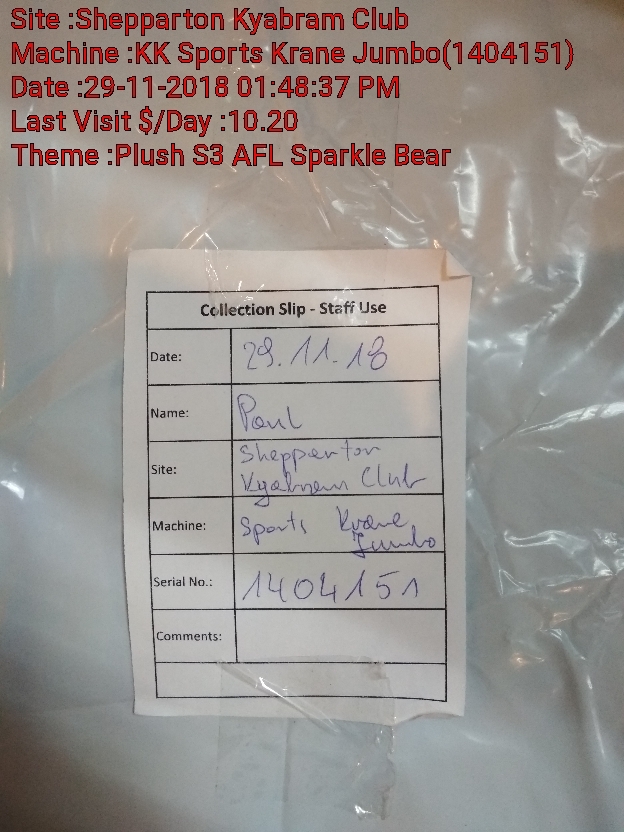 Site :Shepparton Kyabram Club
Machine :KK Sports Krane Jumbo(1404151)
Date :29-11-2018 01:48:37 PM
Last Visit $/Day :10.20
Theme :Plush S3 AFL Sparkle Bear
Collection Slip - Staff Use
Date: 29.11.18
Name: Paul
Site: Shepparton
Kyabram Club
Machine: Sports Krane
Jumbo
Serial No.: 1404151
Comments: